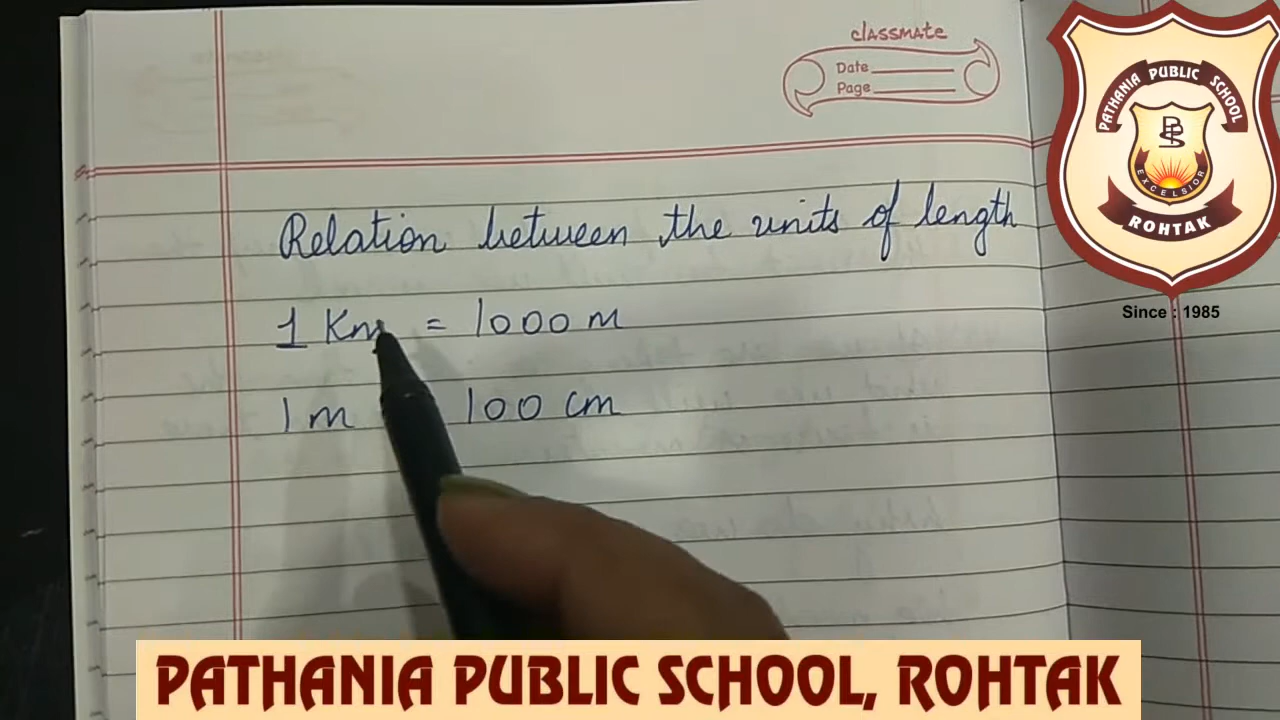 classmate
Date
Page
PATHANIA PUBLIC SCHOOL
PS
EXCELSIOR
ROHTAK
Since : 1985
Relation between the units of length
1 Km = 1000 m
1 m 100 cm
PATHANIA PUBLIC SCHOOL, ROHTAK